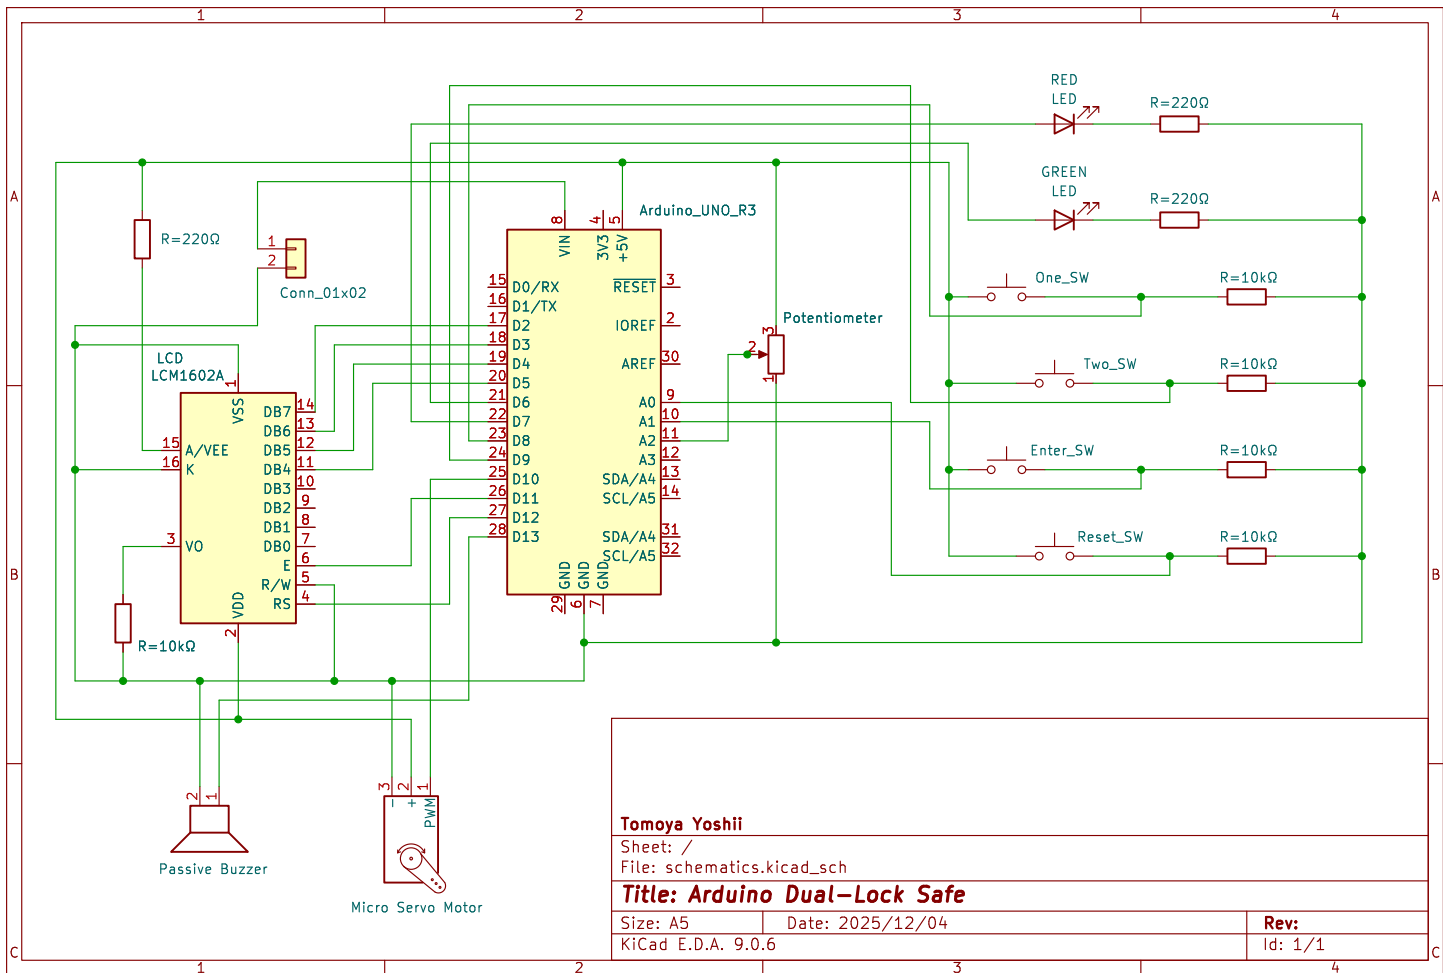 1 2 3 4
RED
LED
R=220Ω
GREEN
LED
R=220Ω
A A
Arduino_UNO_R3
8 4 5
VIN 3V3 +5V
R=220Ω
1
2
Conn_01x02
One_SW
R=10kΩ
15 D0/RX RESET 3
16 D1/TX
17 D2 IOREF 2
18 D3
19 D4 AREF 30
20 D5
21 D6 A0 9
22 D7 A1 10
23 D8 A2 11
24 D9 A3 12
25 D10 SDA/A4 13
26 D11 SCL/A5 14
27 D12
28 D13 SDA/A4 31
SCL/A5 32
GND GND GND
29 6 7
Potentiometer
3
2
1
Two_SW
R=10kΩ
Enter_SW
R=10kΩ
Reset_SW
R=10kΩ
LCD
LCM1602A
1
VSS
DB7 14
DB6 13
15 A/VEE DB5 12
16 K DB4 11
DB3 10
DB2 9
DB1 8
3 VO DB0 7
E 6
R/W 5
VDD RS 4
2
R=10kΩ
B B
2 1
Passive Buzzer
3 2 1
- + PWM
Micro Servo Motor
Tomoya Yoshii
Sheet: /
File: schematics.kicad_sch
Title: Arduino Dual-Lock Safe
Size: A5 Date: 2025/12/04 Rev:
KiCad E.D.A. 9.0.6 Id: 1/1
C C
1 2 3 4